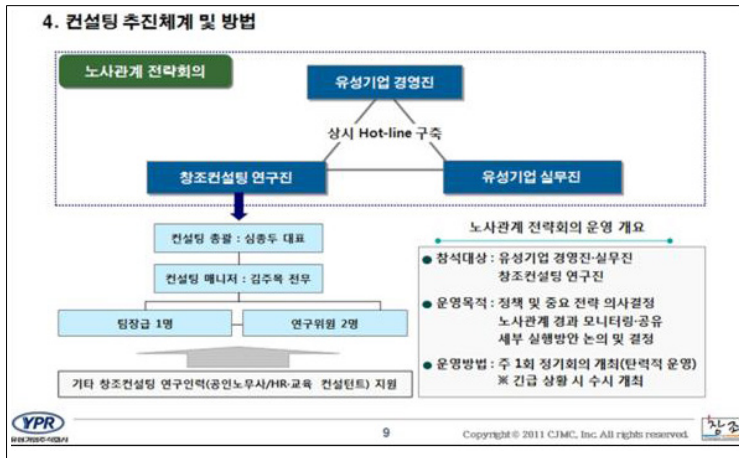 4. 컨설팅 추진체계 및 방법
노사관계 전략회의
유성기업 경영진
상시 Hot-line 구축
창조컨설팅 연구진
유성기업 실무진
컨설팅 총괄 : 심종두 대표
컨설팅 매니저 : 김주목 전무
팀장급 1명
연구위원 2명
기타 창조컨설팅 연구인력(공인노무사/HR·교육 컨설턴트) 지원
노사관계 전략회의 운영 개요
● 참석대상 : 유성기업 경영진·실무진
창조컨설팅 연구진
● 운영목적 : 정책 및 중요 전략 의사결정
노사관계 경과 모니터링·공유
세부 실행방안 논의 및 결정
● 운영방법 : 주 1회 정기회의 개최(탄력적 운영)
※ 긴급 상황 시 수시 개최
YPR
유성기업주식회사
9
Copyright © 2011 CJMC, Inc. All rights reserved.
창조